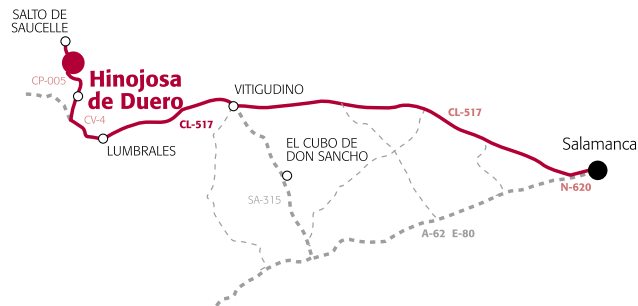 SALTO DE
SAUCELLE
CP-005
Hinojosa
de Duero
VITIGUDINO
CV-4
CL-517
CL-517
LUMBRALES
EL CUBO DE
DON SANCHO
Salamanca
SA-315
N-620
A-62 E-80